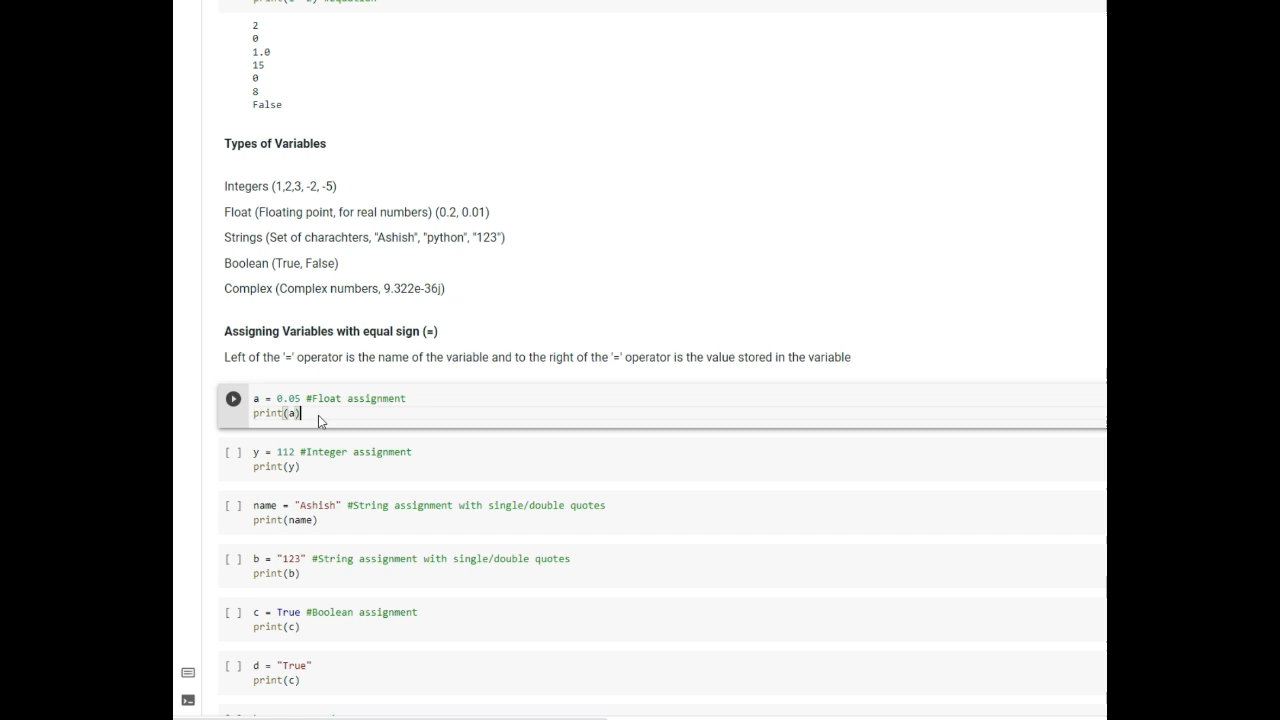 2
0
1.0
15
0
8
False
Types of Variables
Integers (1,2,3, -2, -5)
Float (Floating point, for real numbers) (0.2, 0.01)
Strings (Set of charachters, "Ashish", "python", "123")
Boolean (True, False)
Complex (Complex numbers, 9.322e-36j)
Assigning Variables with equal sign (=)
Left of the '=' operator is the name of the variable and to the right of the '=' operator is the value stored in the variable
a = 0.05 #Float assignment
print(a)
[ ] y = 112 #Integer assignment
print(y)
[ ] name = "Ashish" #String assignment with single/double quotes
print(name)
[ ] b = "123" #String assignment with single/double quotes
print(b)
[ ] c = True #Boolean assignment
print(c)
[ ] d = "True"
print(c)